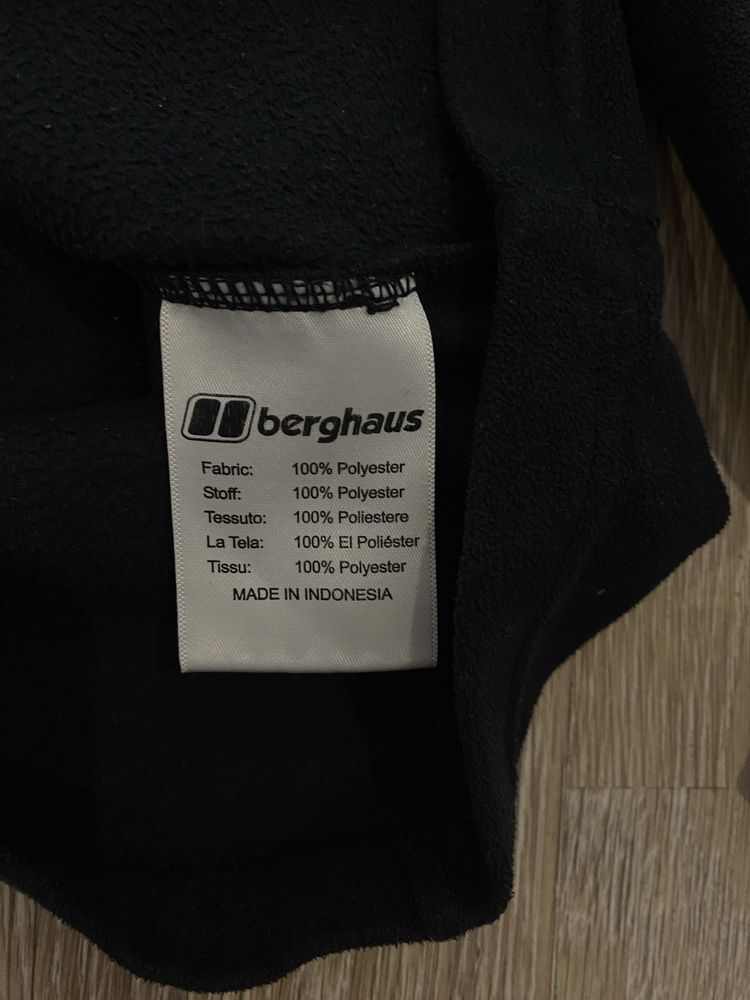 berghaus
Fabric: 100% Polyester
Stoff: 100% Polyester
Tessuto: 100% Poliestere
La Tela: 100% El Poliéster
Tissu: 100% Polyester
MADE IN INDONESIA